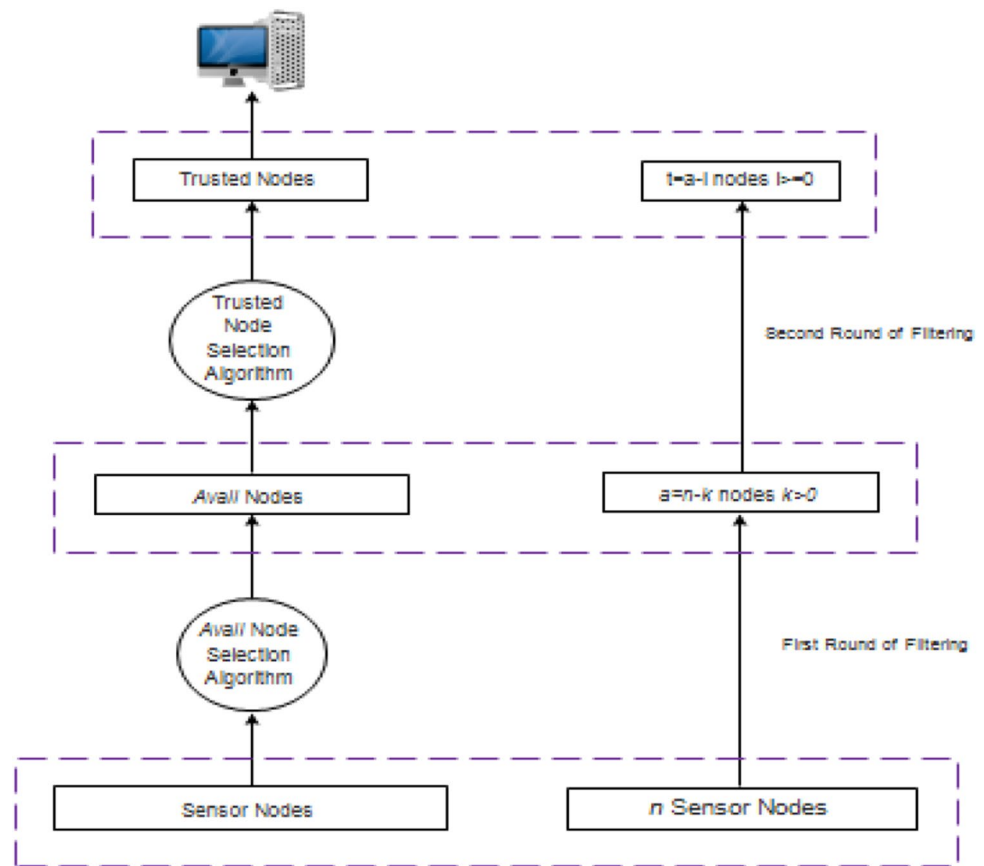 Trusted Nodes
t=a-l nodes l>=0
Trusted
Node
Selection
Algorithm
Second Round of Filtering
Avail Nodes
a=n-k nodes k>0
Avail Node
Selection
Algorithm
First Round of Filtering
Sensor Nodes
n Sensor Nodes